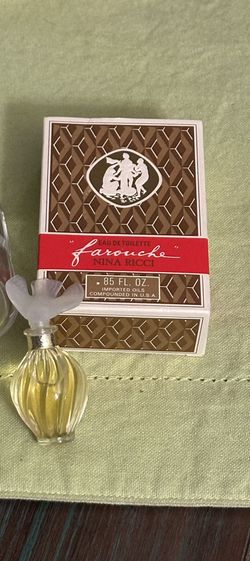 EAU DE TOILETTE
"farouche"
NINA RICCI
.85 FL. OZ.
IMPORTED OILS
COMPOUNDED IN U.S.A.